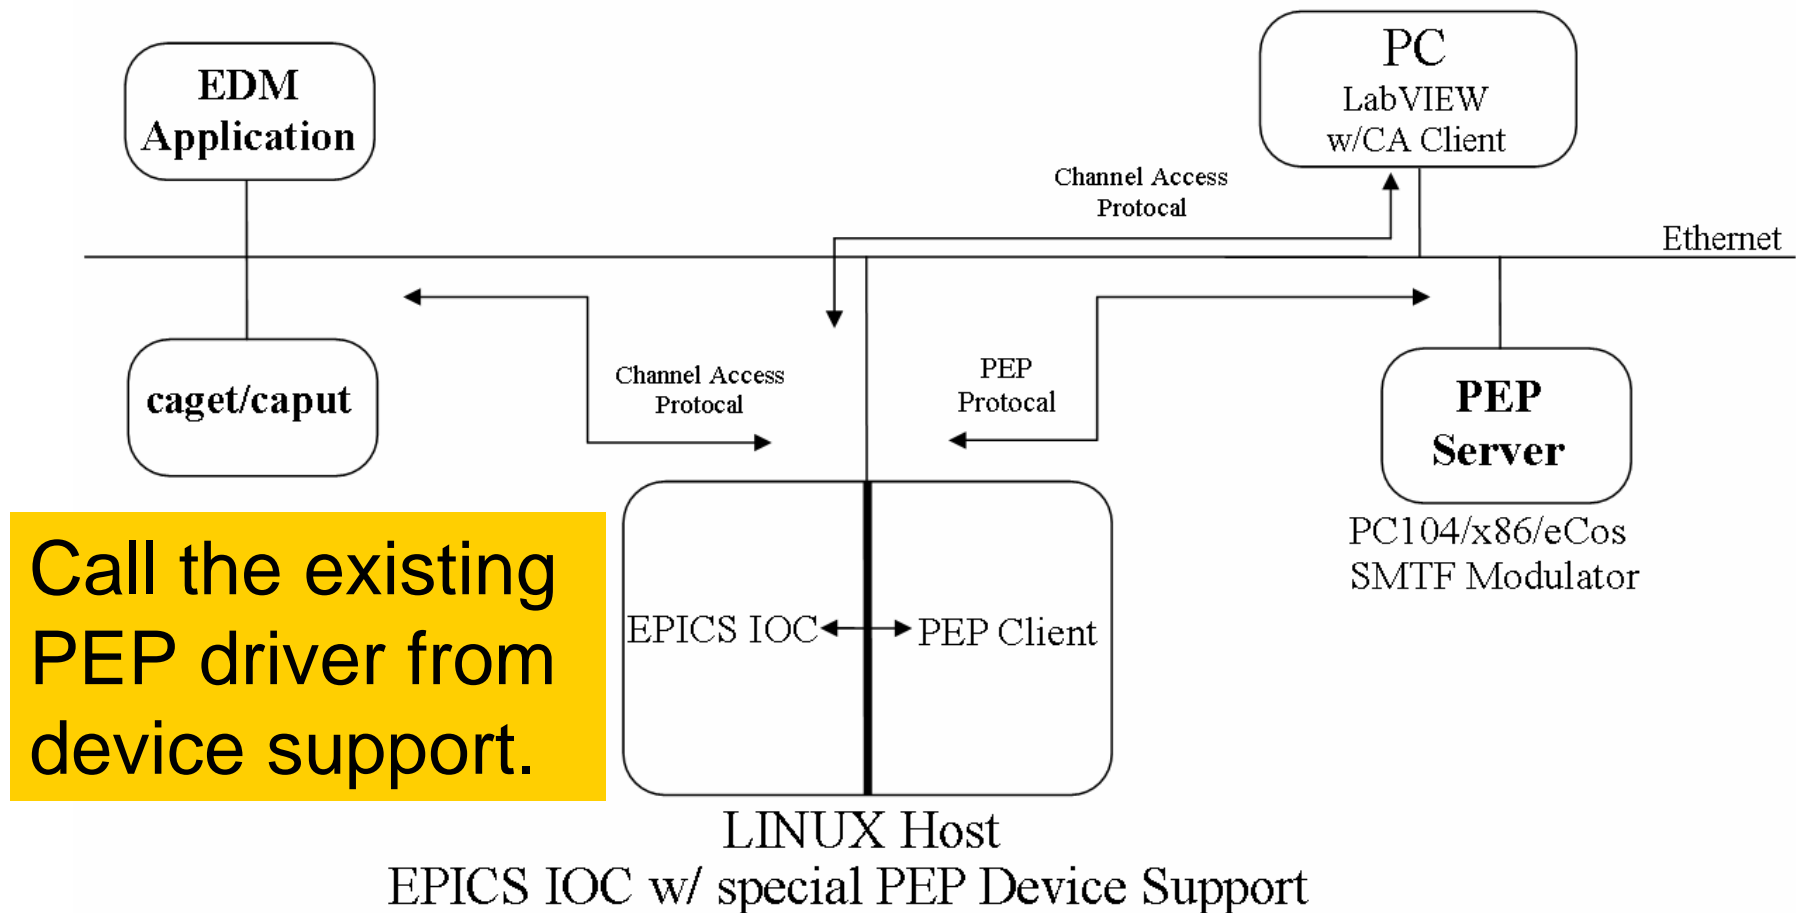 EDM
Application
PC
LabVIEW
w/CA Client
Channel Access
Protocal
Ethernet
caget/caput
Channel Access
Protocal
PEP
Protocal
PEP
Server
PC104/x86/eCos
SMTF Modulator
Call the existing
PEP driver from
device support.
EPICS IOC
PEP Client
LINUX Host
EPICS IOC w/ special PEP Device Support